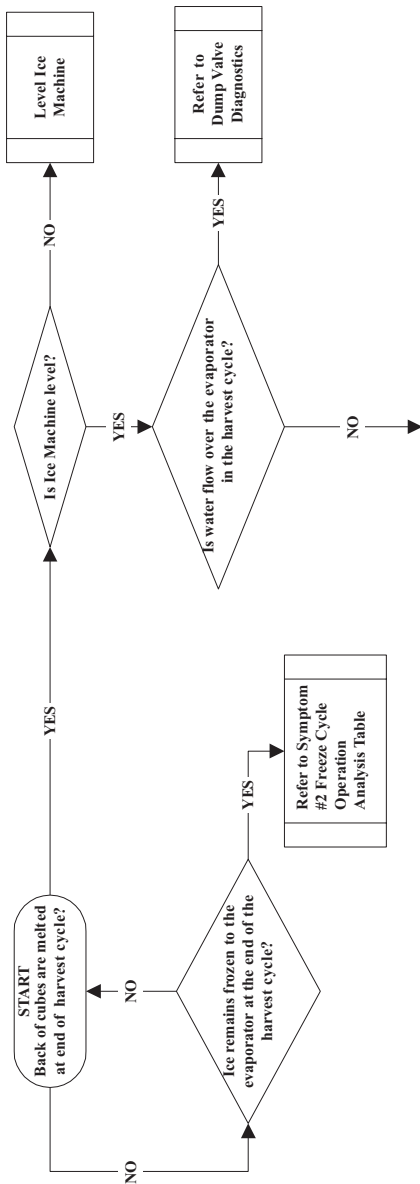 START
Back of cubes are melted
at end of harvest cycle?
YES
Is Ice Machine level?
NO
Level Ice
Machine
YES
Is water flow over the evaporator
in the harvest cycle?
YES
Refer to
Dump Valve
Diagnostics
NO
NO
NO
Ice remains frozen to the
evaporator at the end of the
harvest cycle?
YES
Refer to Symptom
#2 Freeze Cycle
Operation
Analysis Table